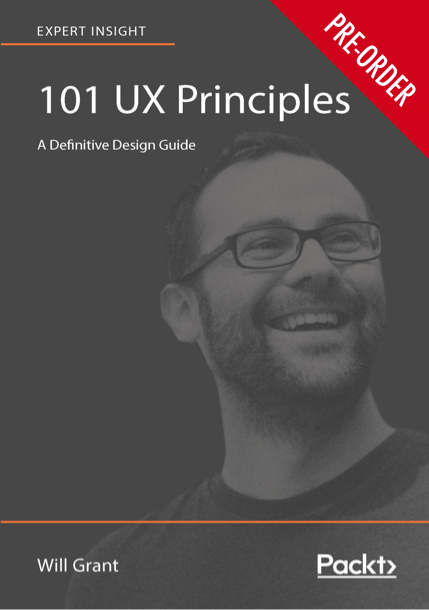 EXPERT INSIGHT
PRE-ORDER
101 UX Principles
A Definitive Design Guide
Will Grant
Packt>